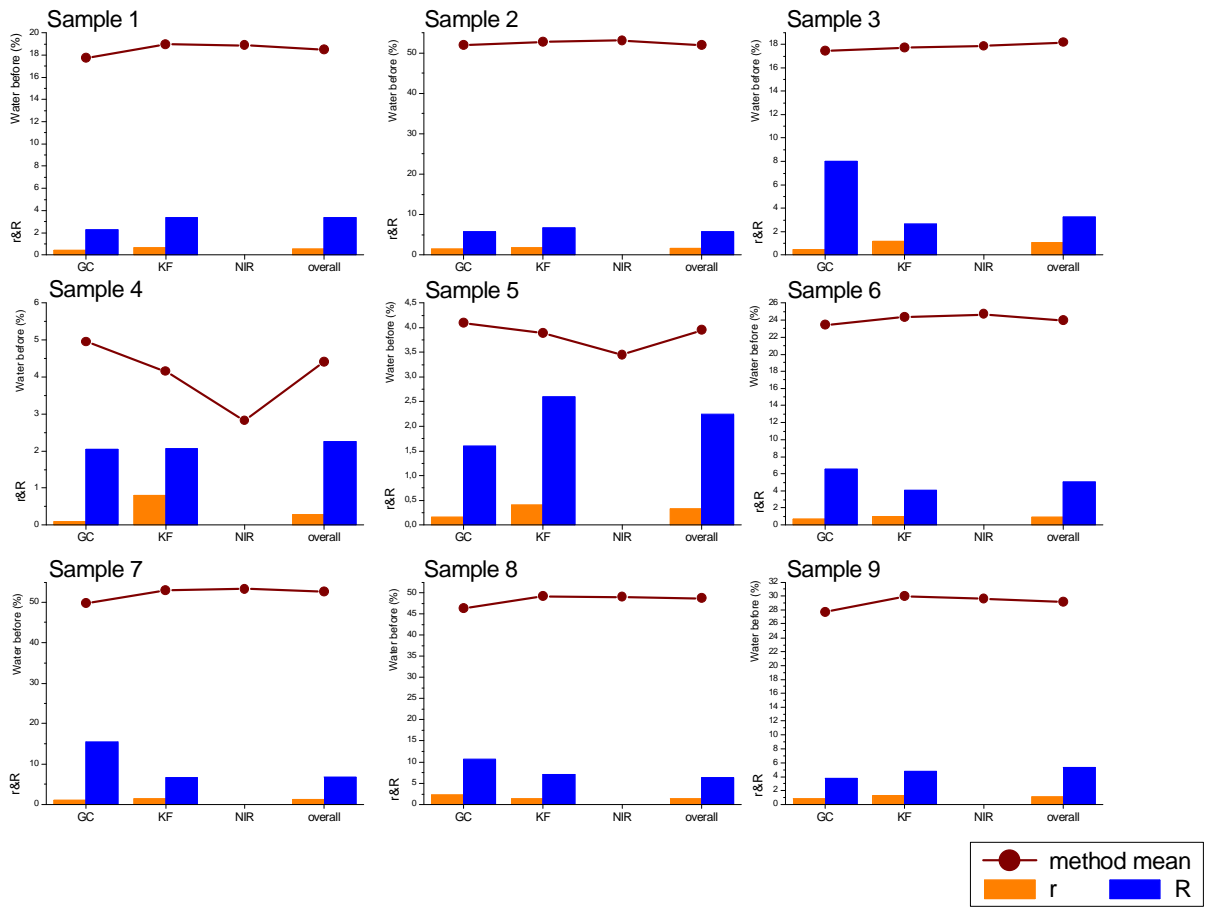 Sample 1
Water before (%)
r&R
20
18
16
14
12
10
8
6
4
2
0
GC KF NIR overall
Sample 2
Water before (%)
r&R
50
40
30
20
10
0
GC KF NIR overall
Sample 3
Water before (%)
r&R
18
16
14
12
10
8
6
4
2
0
GC KF NIR overall
Sample 4
Water before (%)
r&R
6
5
4
3
2
1
0
GC KF NIR overall
Sample 5
Water before (%)
r&R
4,5
4,0
3,5
3,0
2,5
2,0
1,5
1,0
0,5
0,0
GC KF NIR overall
Sample 6
Water before (%)
r&R
26
24
22
20
18
16
14
12
10
8
6
4
2
0
GC KF NIR overall
Sample 7
Water before (%)
r&R
50
40
30
20
10
0
GC KF NIR overall
Sample 8
Water before (%)
r&R
50
45
40
35
30
25
20
15
10
5
0
GC KF NIR overall
Sample 9
Water before (%)
r&R
32
30
28
26
24
22
20
18
16
14
12
10
8
6
4
2
0
GC KF NIR overall
method mean
r R